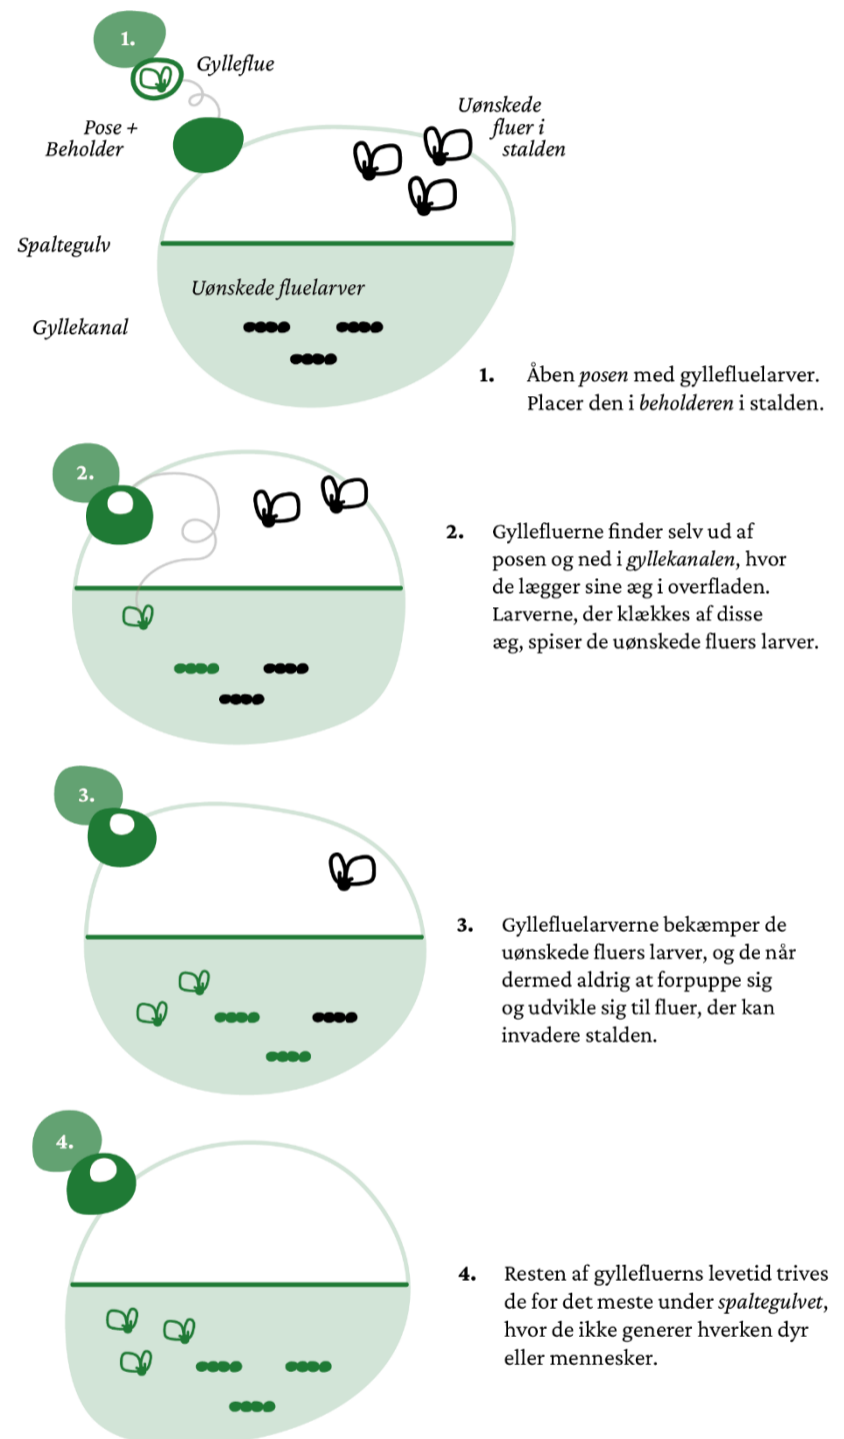 1.
Gylleflue
Pose +
Beholder
Uønskede
fluer i
stalden
Spaltegulv
Uønskede fluelarver
Gyllekanal
1. Åben posen med gyllefluelarver.
Placer den i beholderen i stalden.
2.
2. Gyllefluerne finder selv ud af
posen og ned i gyllekanalen, hvor
de lægger sine æg i overfladen.
Larverne, der klækkes af disse
æg, spiser de uønskede fluers larver.
3.
3. Gyllefluelarverne bekæmper de
uønskede fluers larver, og de når
dermed aldrig at forpuppe sig
og udvikle sig til fluer, der kan
invadere stalden.
4.
4. Resten af gyllefluerns levetid trives
de for det meste under spaltegulvet,
hvor de ikke generer hverken dyr
eller mennesker.